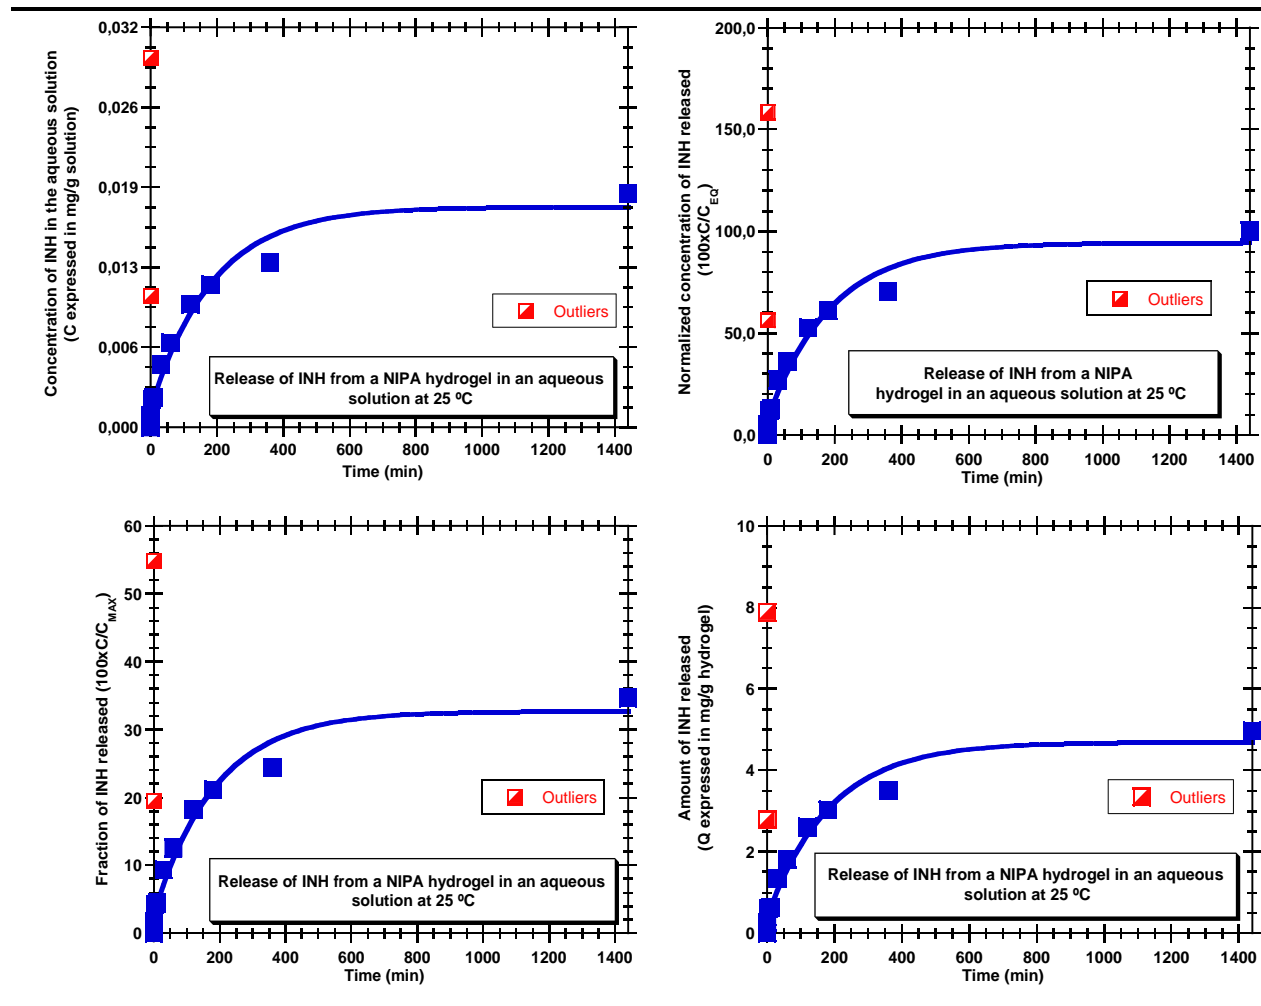 Concentration of INH in the aqueous solution
(C expressed in mg/g solution)
0,032
0,026
0,019
0,013
0,006
0,000
Outliers
Release of INH from a NIPA hydrogel in an aqueous
solution at 25 ºC
0 200 400 600 800 1000 1200 1400
Time (min)
Normalized concentration of INH released
(100xC/C_EQ)
200,0
150,0
100,0
50,0
0,0
Outliers
Release of INH from a NIPA
hydrogel in an aqueous solution at 25 ºC
0 200 400 600 800 1000 1200 1400
Time (min)
Fraction of INH released (100xC/C_MAX)
60
50
40
30
20
10
0
Outliers
Release of INH from a NIPA hydrogel in an aqueous
solution at 25 ºC
0 200 400 600 800 1000 1200 1400
Time (min)
Amount of INH released
(Q expressed in mg/g hydrogel)
10
8
6
4
2
0
Outliers
Release of INH from a NIPA hydrogel in an aqueous
solution at 25 ºC
0 200 400 600 800 1000 1200 1400
Time (min)